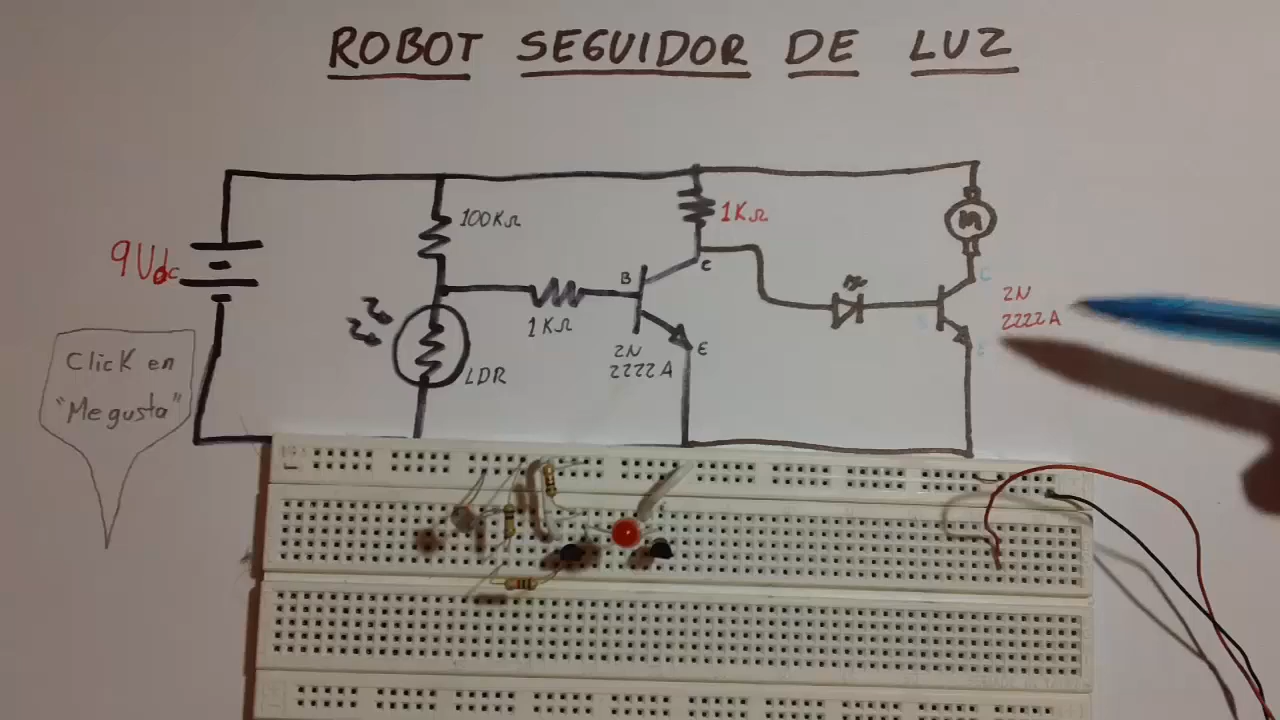 ROBOT SEGUIDOR DE LUZ
9Vdc
100KΩ
1KΩ
LDR
B
C
E
2N
2222A
1KΩ
M
C
2N
2222A
E
Click en
"Me gusta"